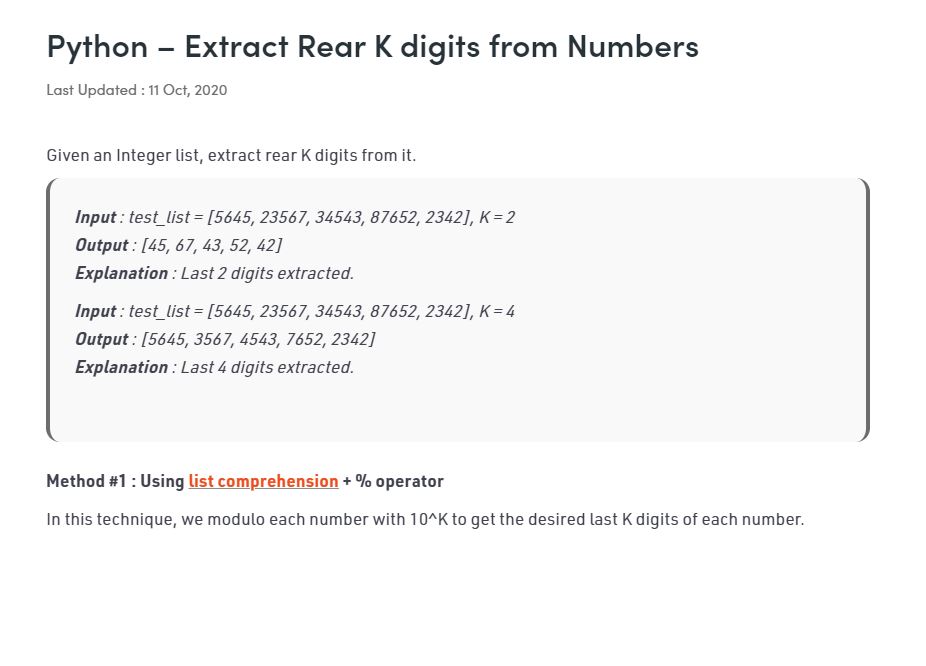 Python – Extract Rear K digits from Numbers
Last Updated : 11 Oct, 2020
Given an Integer list, extract rear K digits from it.
Input : test_list = [5645, 23567, 34543, 87652, 2342], K = 2
Output : [45, 67, 43, 52, 42]
Explanation : Last 2 digits extracted.
Input : test_list = [5645, 23567, 34543, 87652, 2342], K = 4
Output : [5645, 3567, 4543, 7652, 2342]
Explanation : Last 4 digits extracted.
Method #1 : Using list comprehension + % operator
In this technique, we modulo each number with 10^K to get the desired last K digits of each number.